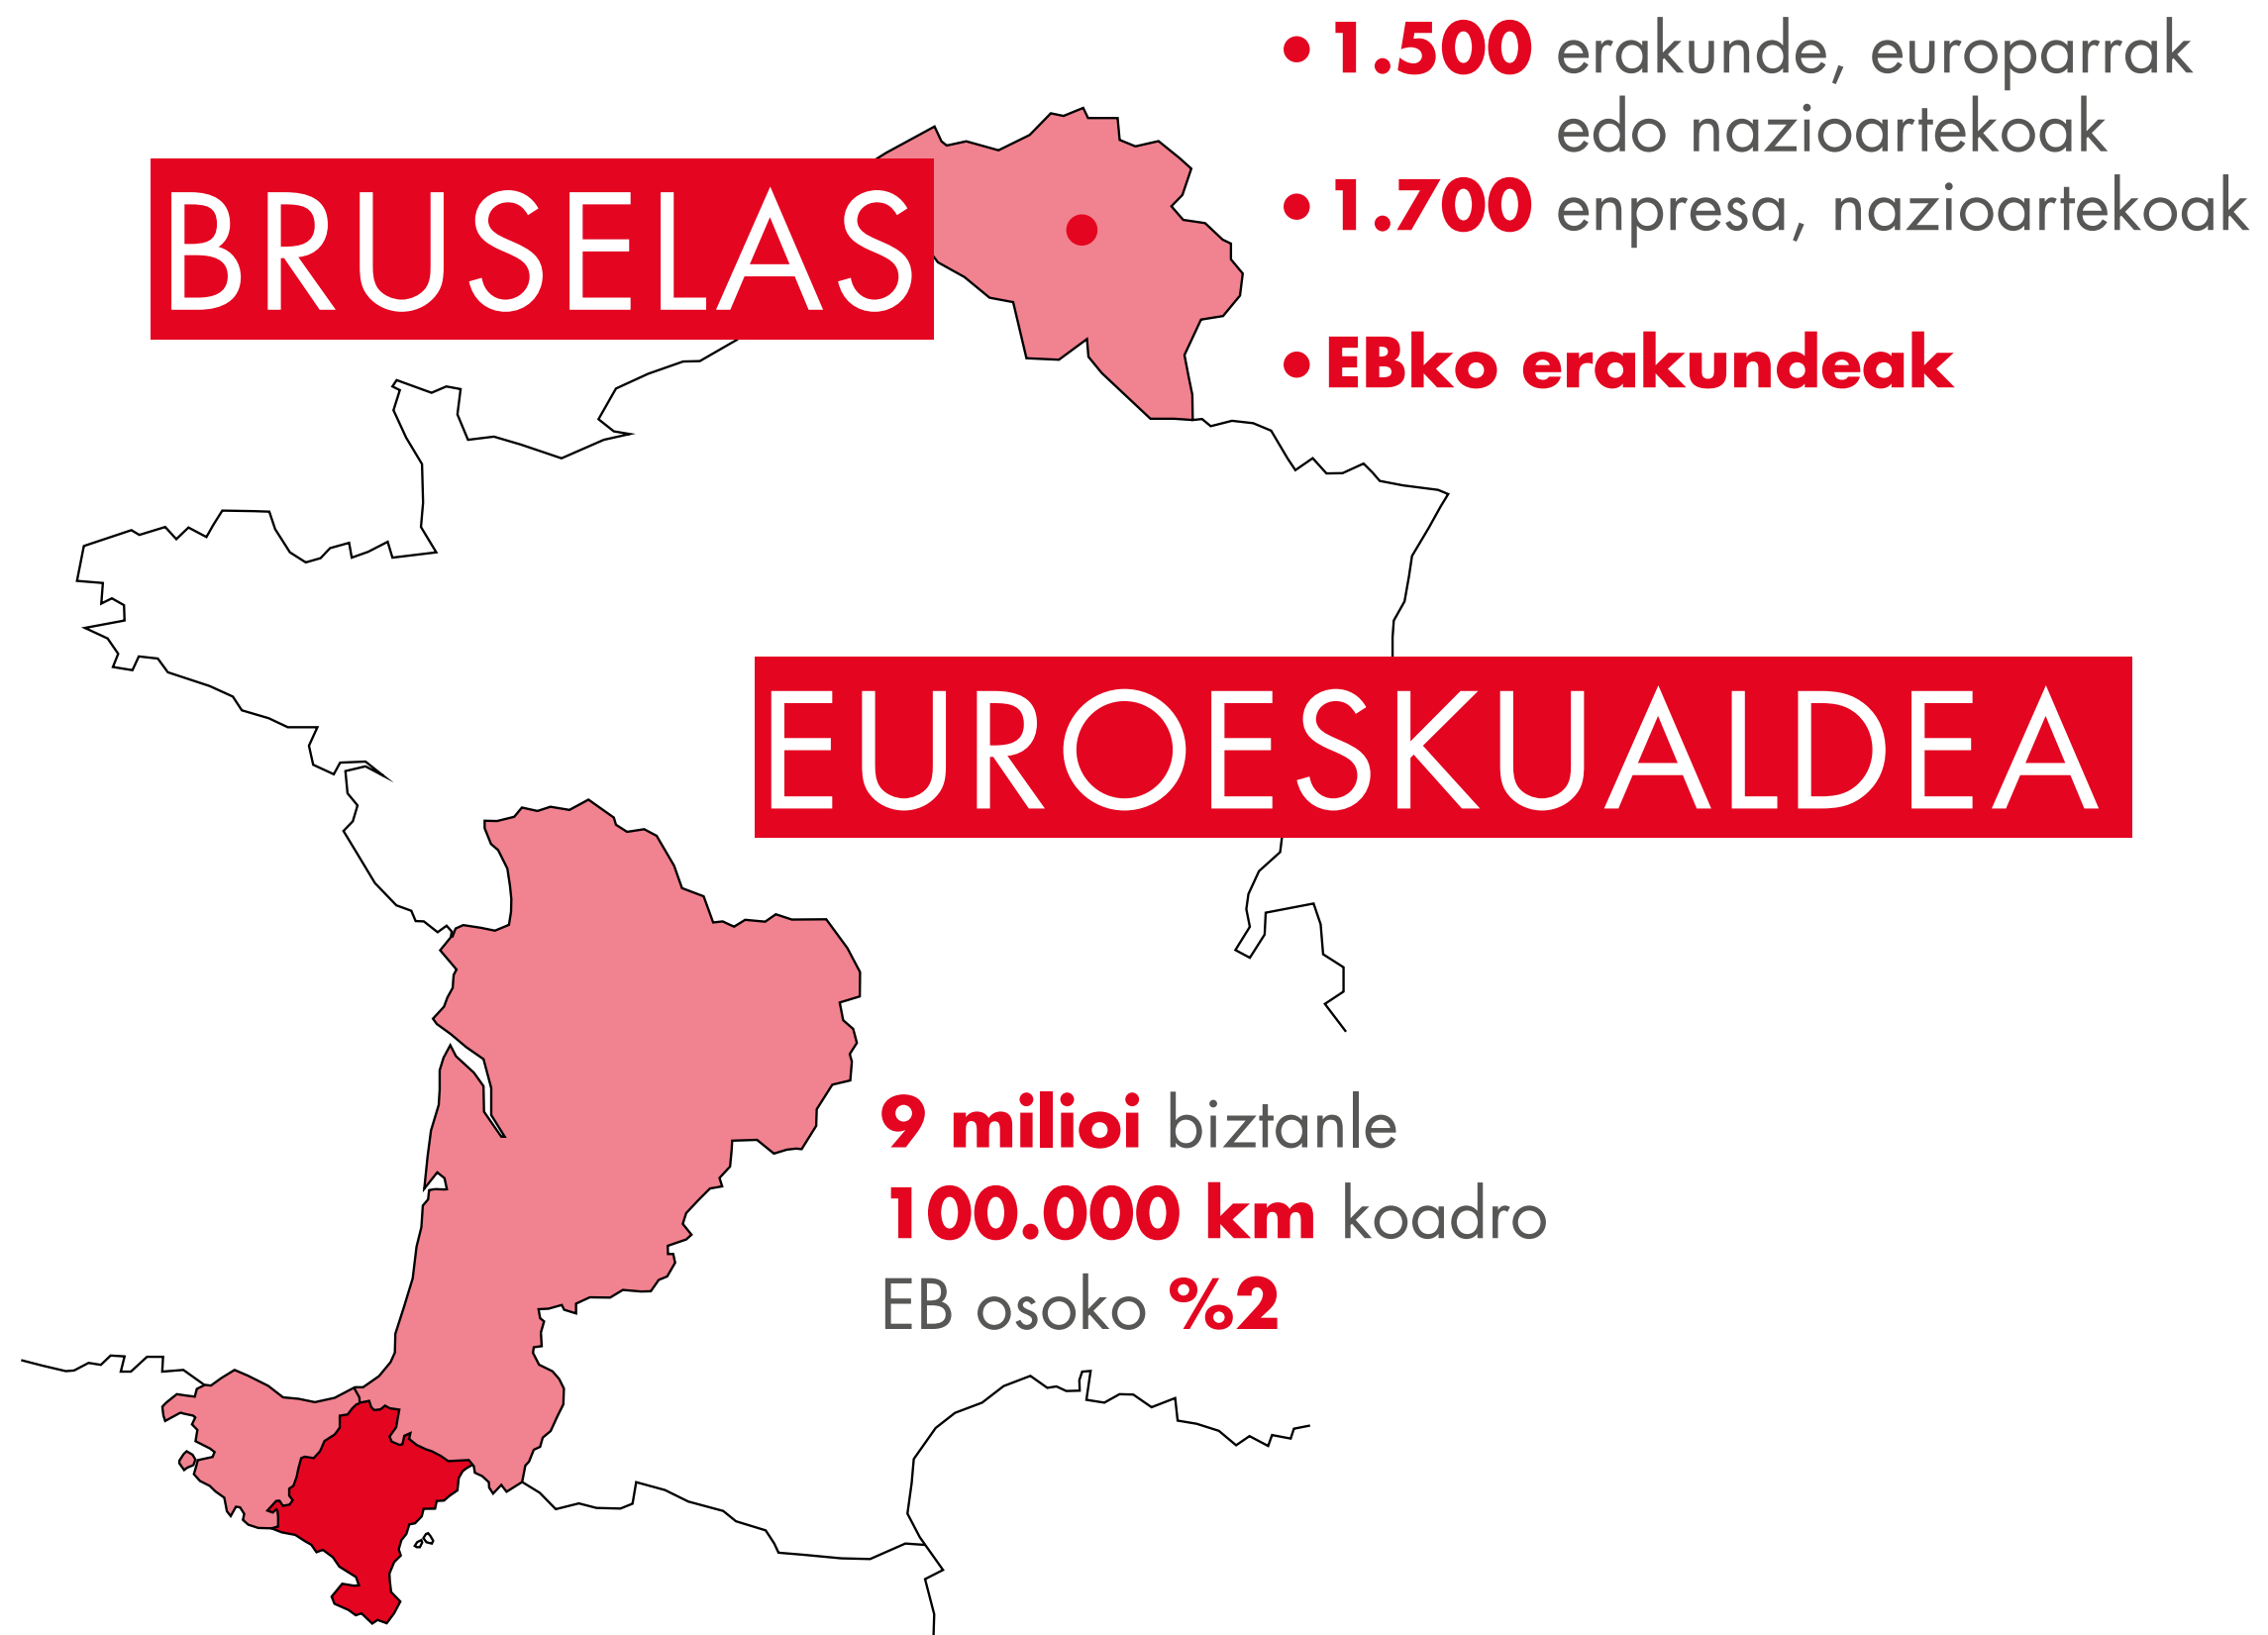 • 1.500 erakunde, europarrak
edo nazioartekoak
• 1.700 enpresa, nazioartekoak
BRUSELAS
• EBko erakundeak
EUROESKUALDEA
9 milioi biztanle
100.000 km koadro
EB osoko %2